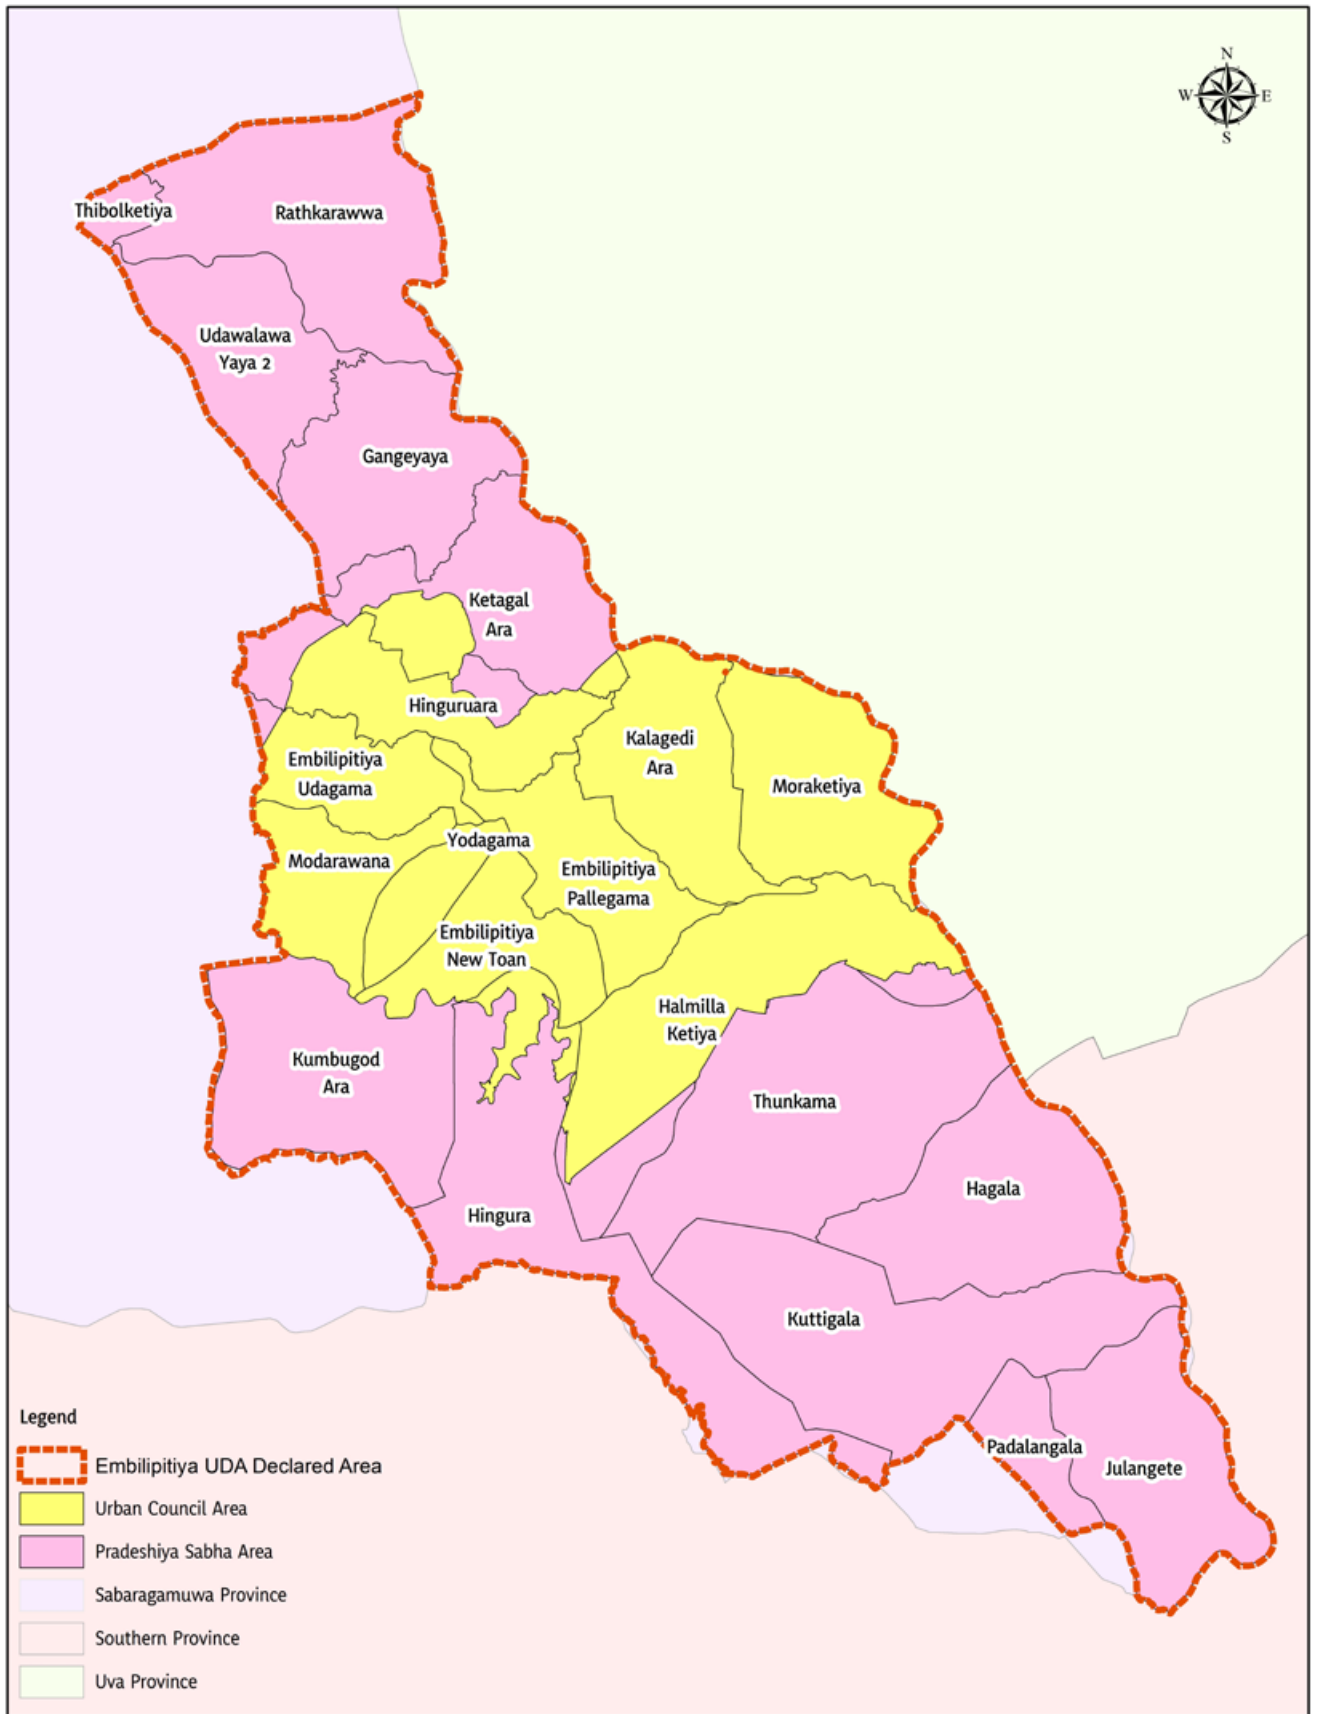 N
W
E
S
Thibolketiya
Rathkarawwa
Udawalawa
Yaya 2
Gangeyaya
Ketagal
Ara
Hinguruara
Kalagedi
Ara
Embilipitiya
Udagama
Moraketiya
Yodagama
Modarawana
Embilipitiya
Pallegama
Embilipitiya
New Toan
Halmilla
Ketiya
Kumbugod
Ara
Thunkama
Hagala
Hingura
Kuttigala
Padalangala
Julangete
Legend
Embilipitiya UDA Declared Area
Urban Council Area
Pradeshiya Sabha Area
Sabaragamuwa Province
Southern Province
Uva Province